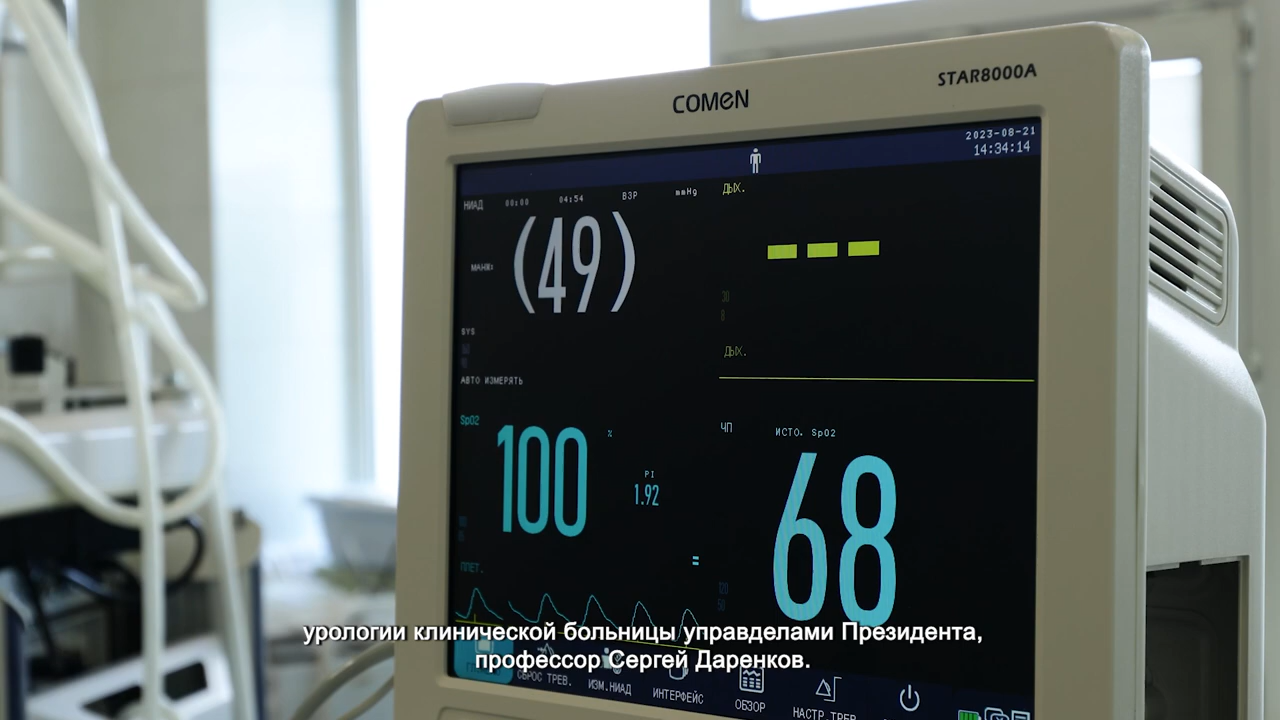 COMeN
STAR8000A
2023-08-21
14:34:14
НИАД 00:00 04:54 ВЗР mmHg
ДЫХ.
(49)
МАНЖ:
30
8
SYS
ДЫХ.
АВТО ИЗМЕРЯТЬ
SpO2
100 %
PI
1.92
ЧП ИСТО. SpO2
68
=
ПЛЕТ.
урологии клинической больницы управделами Президента,
профессор Сергей Даренков.
СБРОС ТРЕВ.
ИЗМ.НИАД
ИНТЕРФЕЙС
ОБЗОР
НАСТР.ТРЕВ